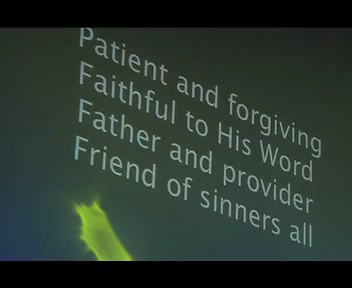 Patient and forgiving
Faithful to His Word
Father and provider
Friend of sinners all